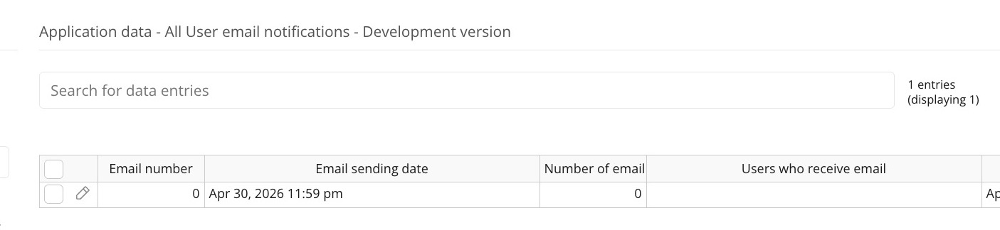 Application data - All User email notifications - Development version
Search for data entries
1 entries
(displaying 1)
Email number Email sending date Number of email Users who receive email
0 Apr 30, 2026 11:59 pm 0 Ap